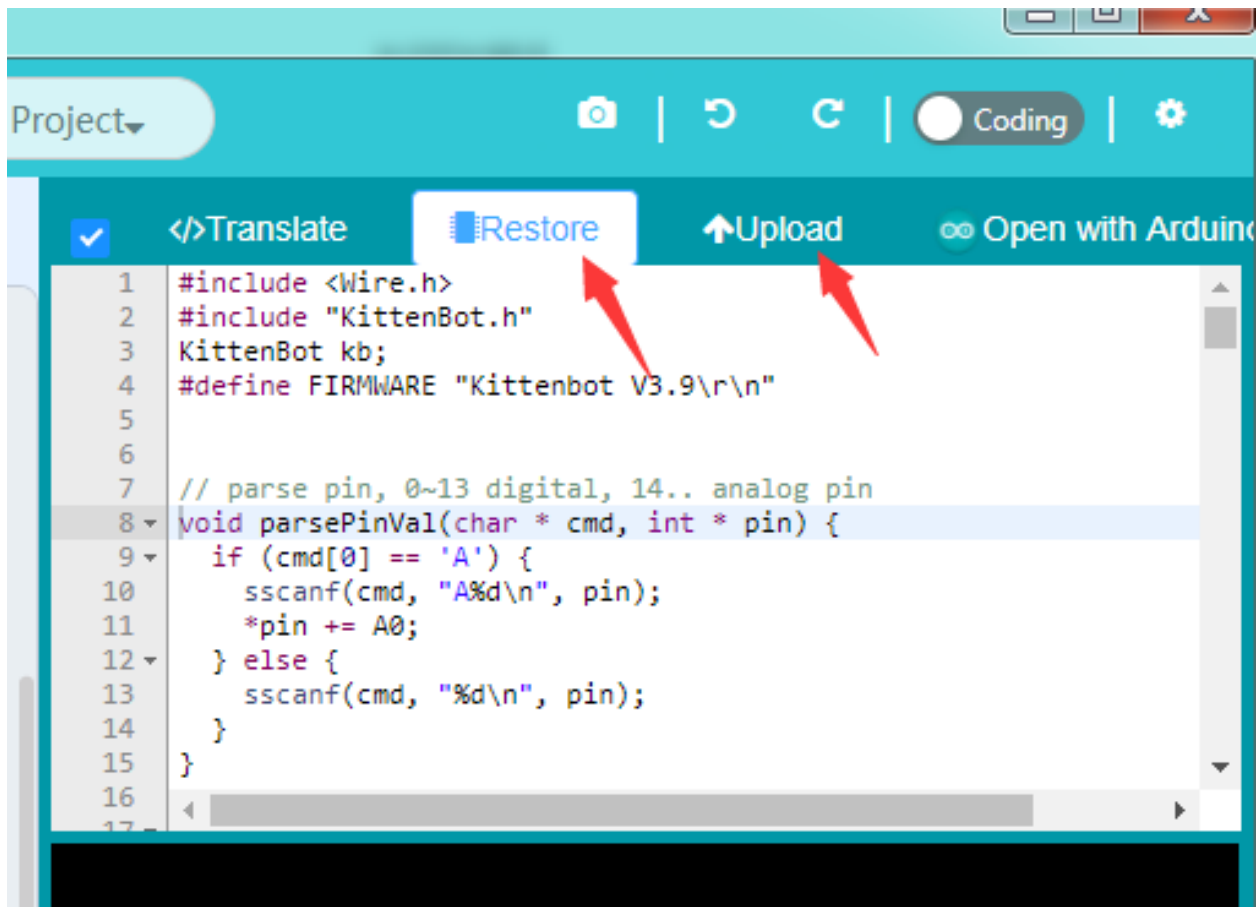 Project
Coding
</>Translate
Restore
Upload
Open with Arduino
1 #include <Wire.h>
2 #include "KittenBot.h"
3 KittenBot kb;
4 #define FIRMWARE "Kittenbot V3.9\r\n"
5
6
7 // parse pin, 0~13 digital, 14.. analog pin
8 void parsePinVal(char * cmd, int * pin) {
9 if (cmd[0] == 'A') {
10 sscanf(cmd, "A%d\n", pin);
11 *pin += A0;
12 } else {
13 sscanf(cmd, "%d\n", pin);
14 }
15 }
16
17